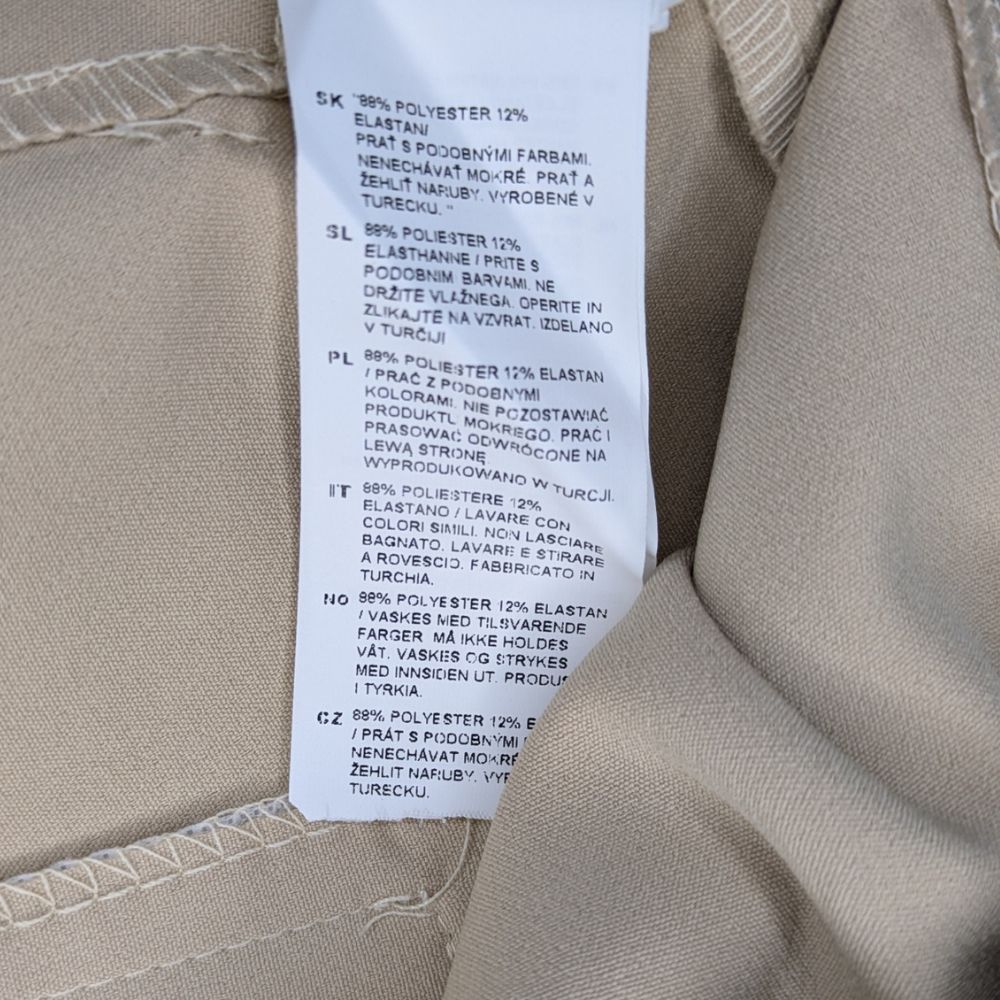 SK "88% POLYESTER 12%
ELASTAN/
PRAŤ S PODOBNÝMI FARBAMI.
NENECHÁVAŤ MOKRÉ. PRAŤ A
ŽEHLIŤ NARUBY. VYROBENÉ V
TURECKU. "
SL 88% POLIESTER 12%
ELASTHANNE / PRITE S
PODOBNIM BARVAMI. NE
DRŽITE VLAŽNEGA. OPERITE IN
ZLIKAJTE NA VZVRAT. IZDELANO
V TURČIJI
PL 88% POLIESTER 12% ELASTAN
/ PRAĆ Z PODOBNYMI
KOLORAMI. NIE POZOSTAWIAĆ
PRODUKTU MOKREGO. PRAĆ I
PRASOWAĆ ODWRÓCONE NA
LEWĄ STRONĘ
WYPRODUKOWANO W TURCJI.
IT 88% POLIESTERE 12%
ELASTANO / LAVARE CON
COLORI SIMILI. NON LASCIARE
BAGNATO. LAVARE E STIRARE
A ROVESCIO. FABBRICATO IN
TURCHIA.
NO 88% POLYESTER 12% ELASTAN
/ VASKES MED TILSVARENDE
FARGER MÅ IKKE HOLDES
VÅT. VASKES OG STRYKES
MED INNSIDEN UT.
I TYRKIA.
CZ 88% POLYESTER 12%
/ PRÁT S PODOBNÝMI
NENECHÁVAT
ŽEHLIT NARUBY.
TURECKU.